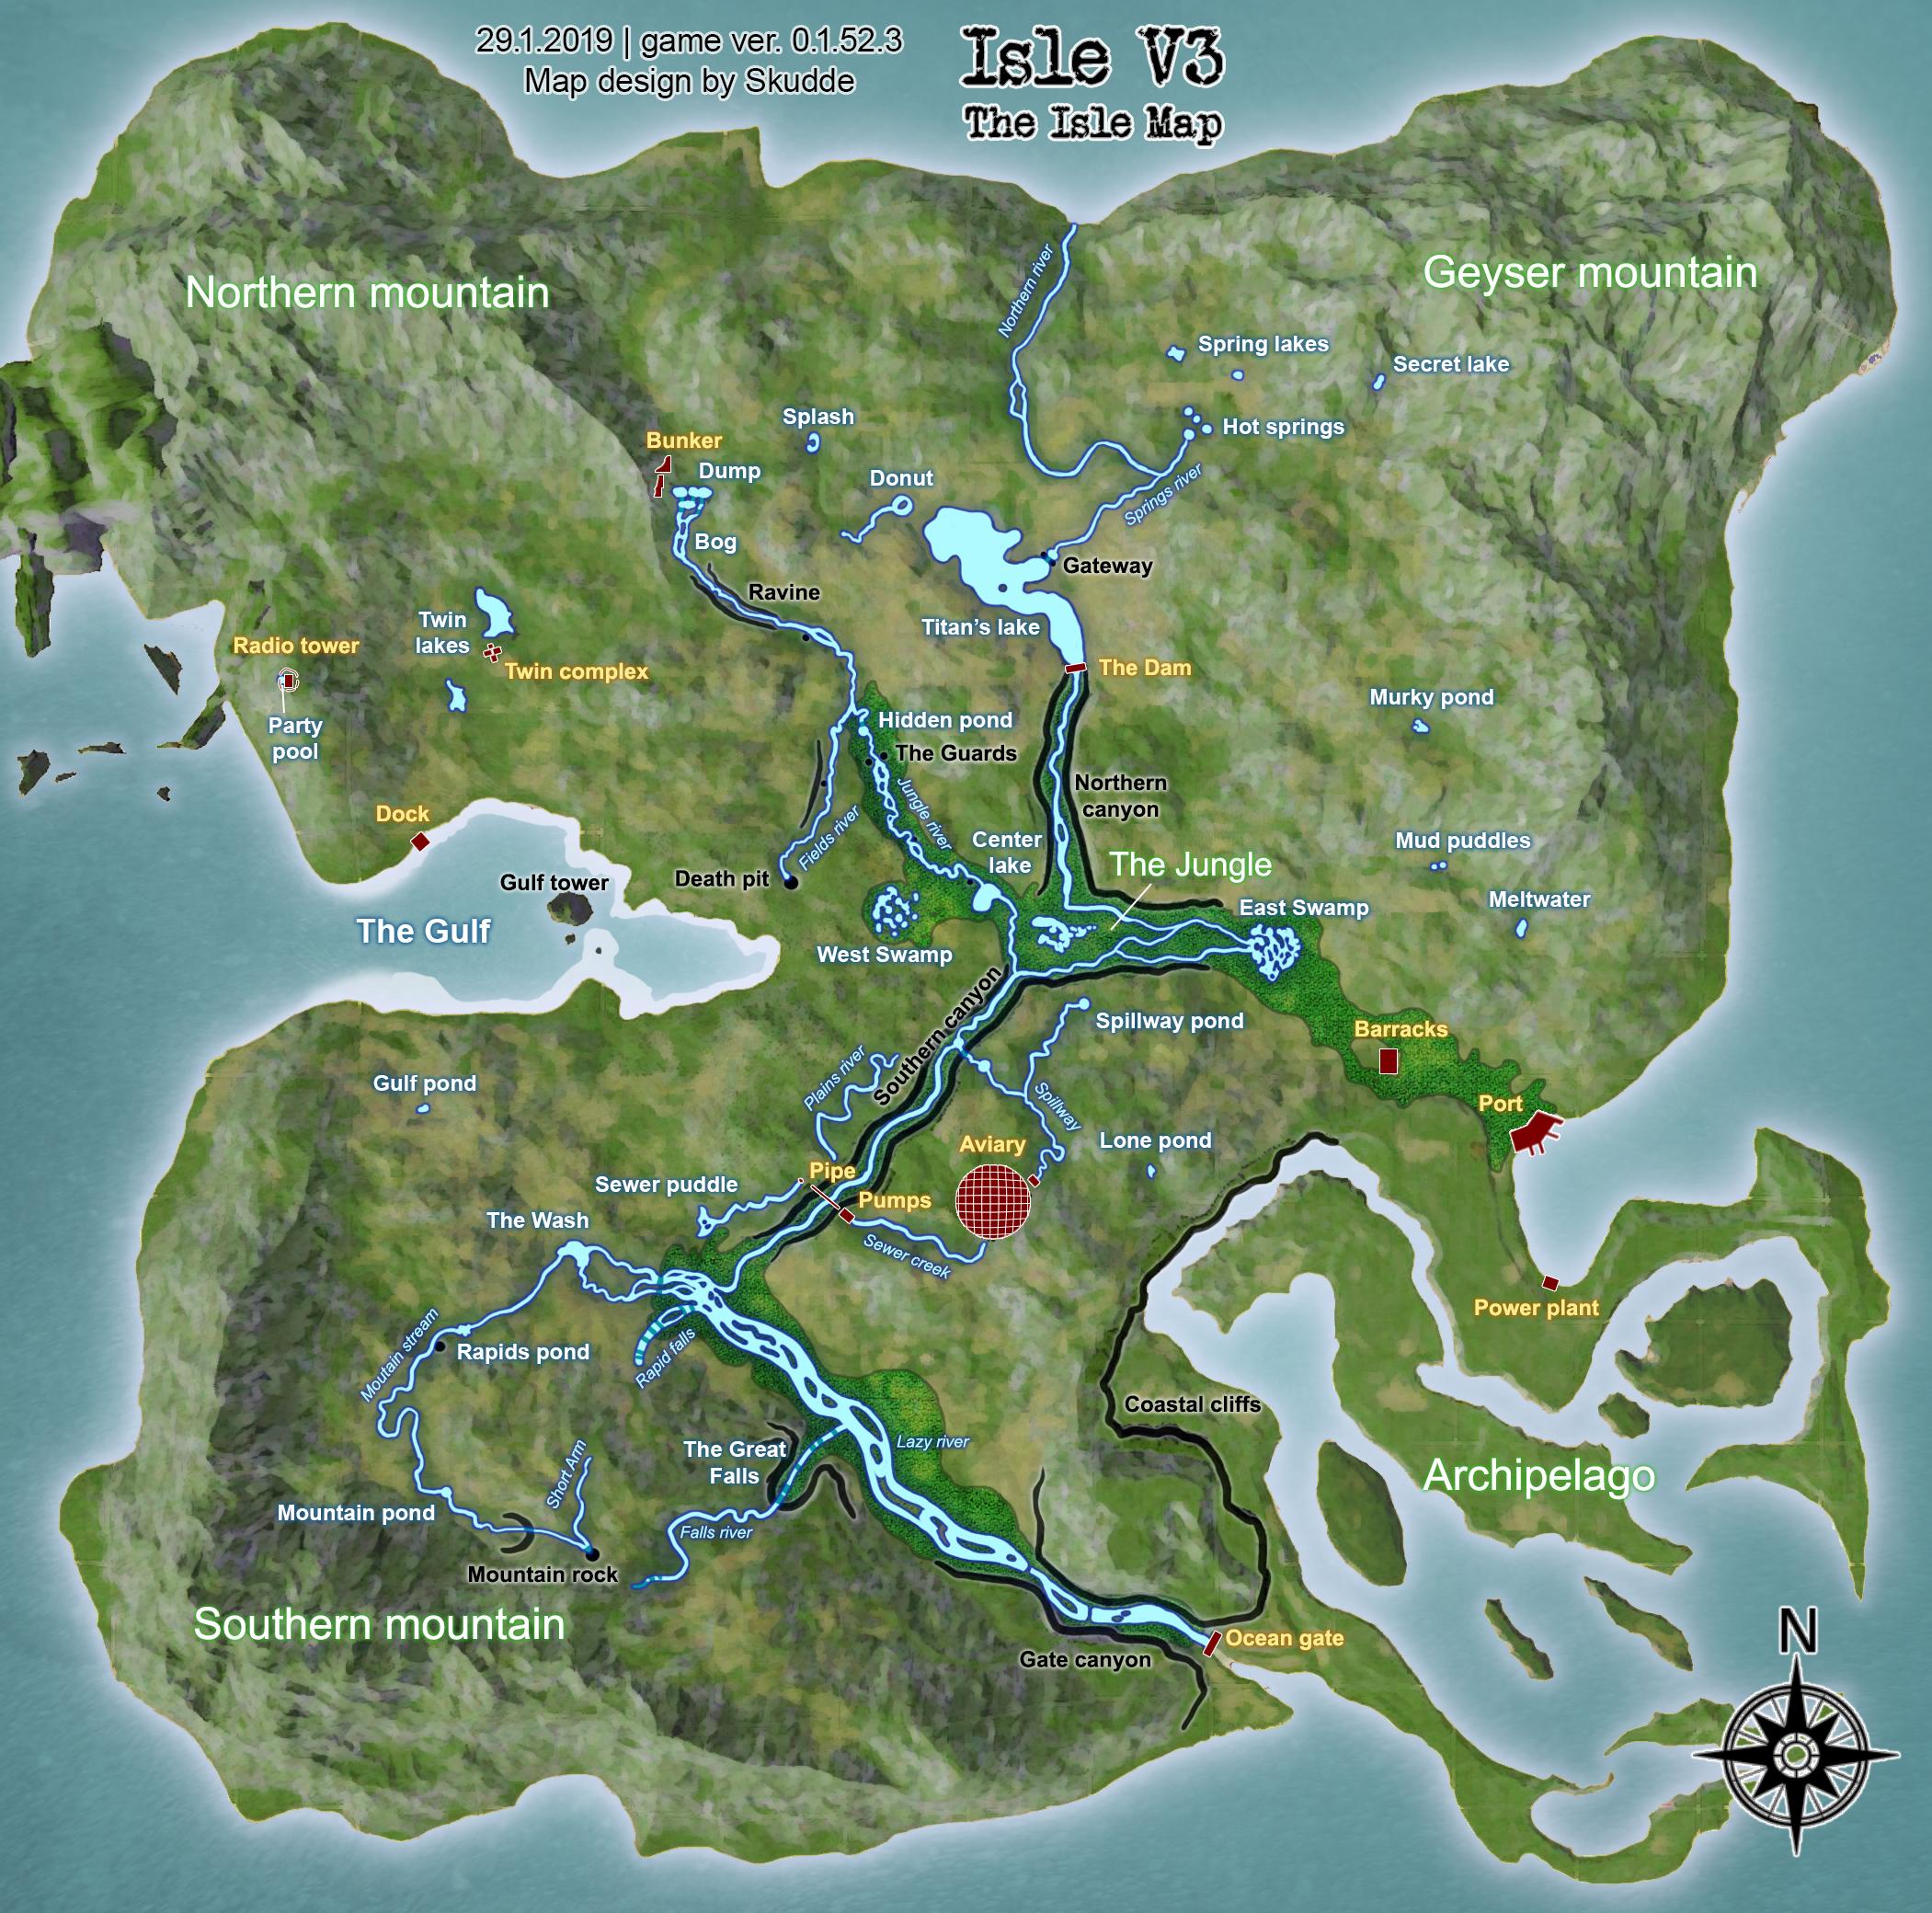 29.1.2019 | game ver. 0.1.52.3
Map design by Skudde
Isle V3
The Isle Map
Northern mountain
Geyser mountain
Northern river
Spring lakes
Secret lake
Hot springs
Splash
Bunker
Dump
Donut
Springs river
Bog
Gateway
Ravine
Twin
lakes
Titan's lake
Radio tower
Twin complex
The Dam
Party
pool
Murky pond
Hidden pond
The Guards
Northern
canyon
Jungle river
Dock
Fields river
Center
lake
Mud puddles
The Jungle
Death pit
Gulf tower
Meltwater
East Swamp
The Gulf
West Swamp
Southern canyon
Spillway pond
Barracks
Plains river
Gulf pond
Spillway
Port
Aviary
Lone pond
Pipe
Sewer puddle
Pumps
The Wash
Sewer creek
Power plant
Moutain stream
Rapids pond
Rapid falls
Coastal cliffs
Lazy river
The Great
Falls
Short Arm
Archipelago
Mountain pond
Falls river
Mountain rock
Southern mountain
Ocean gate
Gate canyon
N